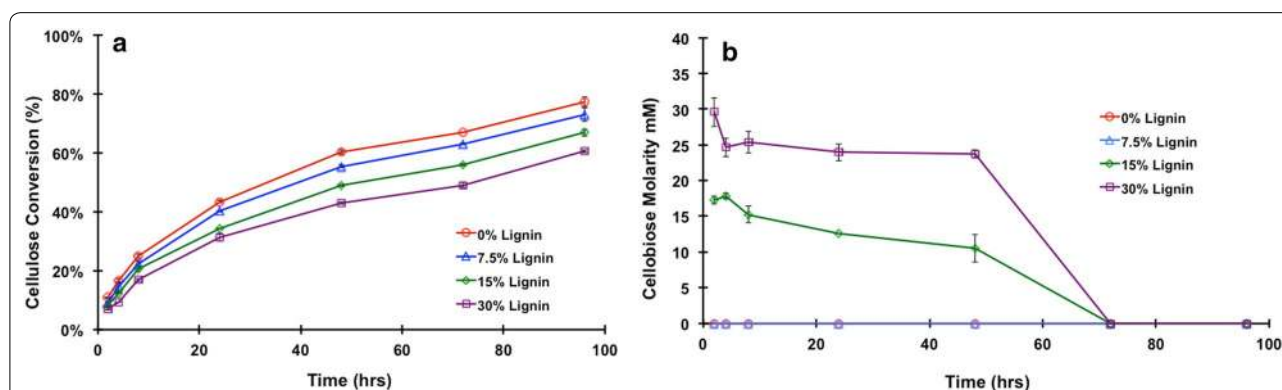 a
Cellulose Conversion (%)
100%
80%
60%
40%
20%
0%
0% Lignin
7.5% Lignin
15% Lignin
30% Lignin
0 20 40 60 80 100
Time (hrs)
b
Cellobiose Molarity mM)
40
35
30
25
20
15
10
5
0
0% Lignin
7.5% Lignin
15% Lignin
30% Lignin
0 20 40 60 80 100
Time (hrs)